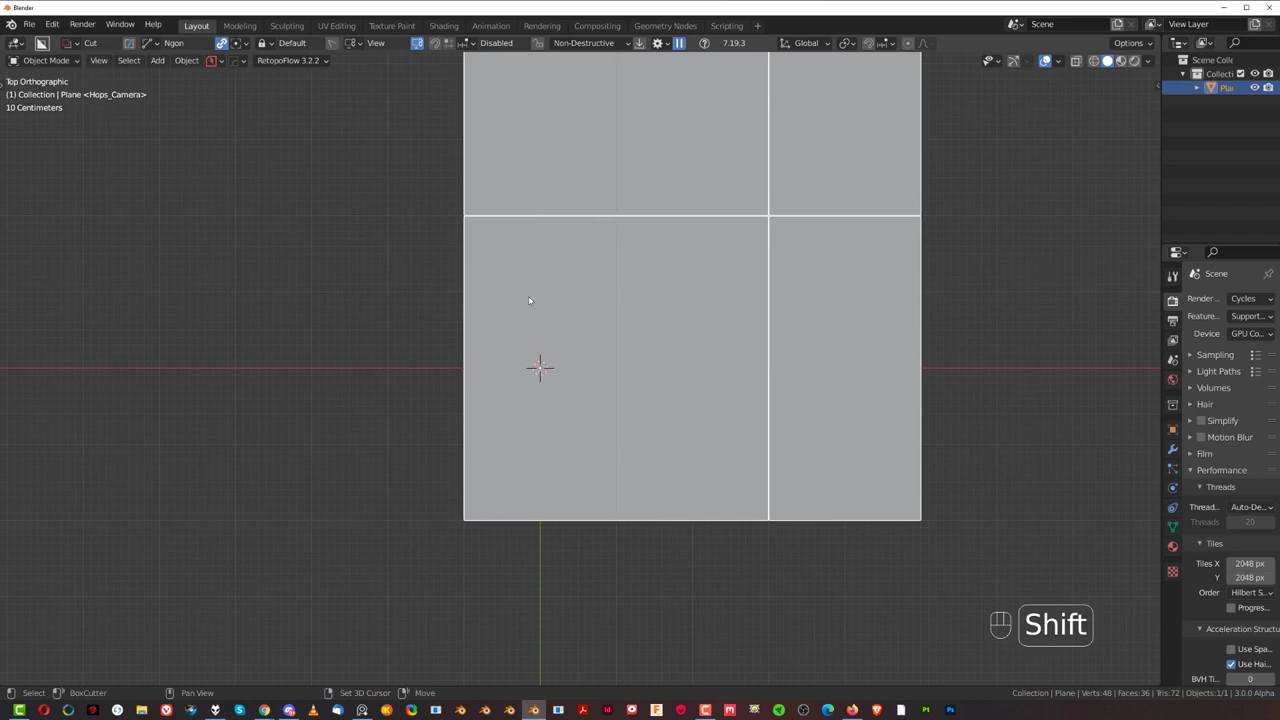 Blender
File Edit Render Window Help Layout Modeling Sculpting UV Editing Texture Paint Shading Animation Rendering Compositing Geometry Nodes Scripting + Scene View Layer
Cut Ngon Default View Disabled Non-Destructive 7.19.3 Global Options
Object Mode View Select Add Object RetopoFlow 3.2.2
Top Orthographic
(1) Collection | Plane <Hops_Camera>
10 Centimeters
Scene Colle
Collecti
Plan
Scene
Render ... Cycles
Feature... Support...
Device GPU Co...
Sampling
Light Paths
Volumes
Hair
Simplify
Motion Blur
Film
Performance
Threads
Thread... Auto-De...
Threads 20
Tiles
Tiles X 2048 px
Y 2048 px
Order Hilbert S...
Progres...
Acceleration Structu
Use Spa...
Use Hai...
BVH Ti... 0
Shift
Select BoxCutter Pan View Set 3D Cursor Move Collection | Plane | Verts:48 | Faces:36 | Tris:72 | Objects:1/1 | 3.0.0 Alpha